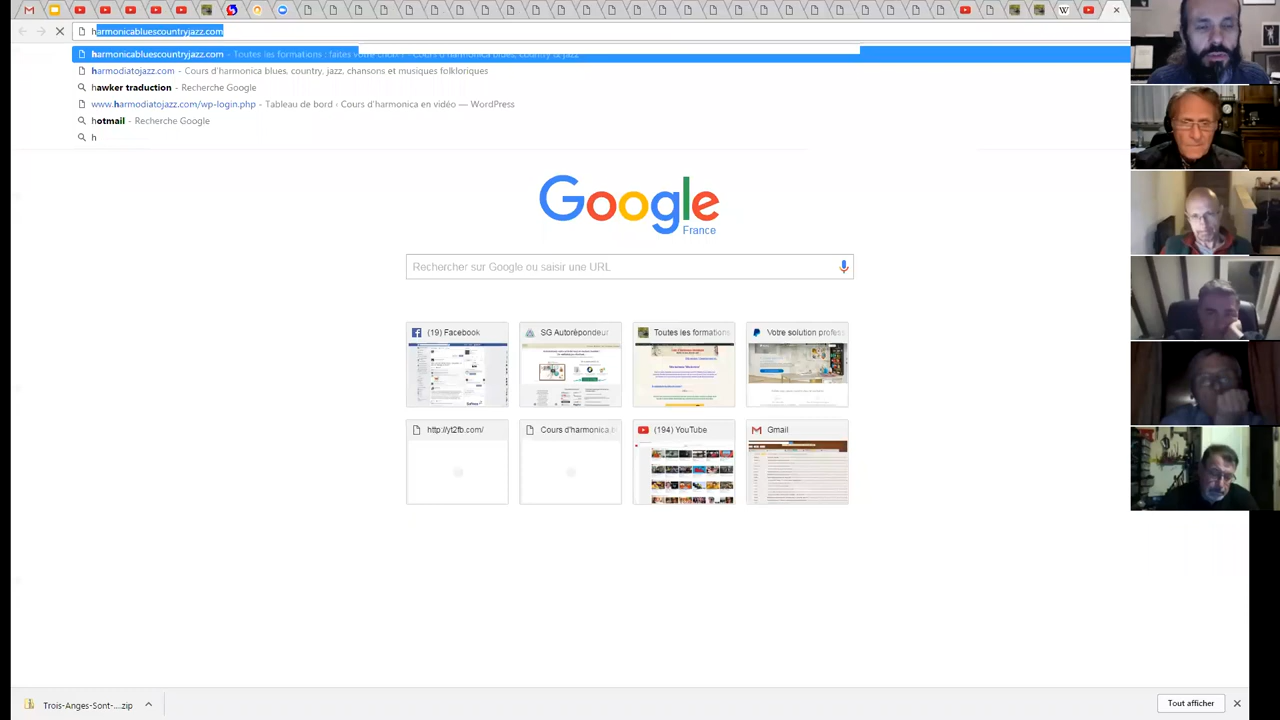 harmonicabluescountryjazz.com
harmonicabluescountryjazz.com - Toutes les formations : faites votre choix ! - Cours d'harmonica blues, country & jazz
harmodiatojazz.com - Cours d'harmonica blues, country, jazz, chansons et musiques folkloriques
hawker traduction - Recherche Google
www.harmodiatojazz.com/wp-login.php - Tableau de bord ‹ Cours d'harmonica en vidéo — WordPress
hotmail - Recherche Google
h
Google
France
Rechercher sur Google ou saisir une URL
(19) Facebook
SG Autorépondeur
Toutes les formations
Votre solution profes
http://yt2fb.com/
Cours d'harmonica
(194) YouTube
Gmail
Trois-Anges-Sont-....zip
Tout afficher